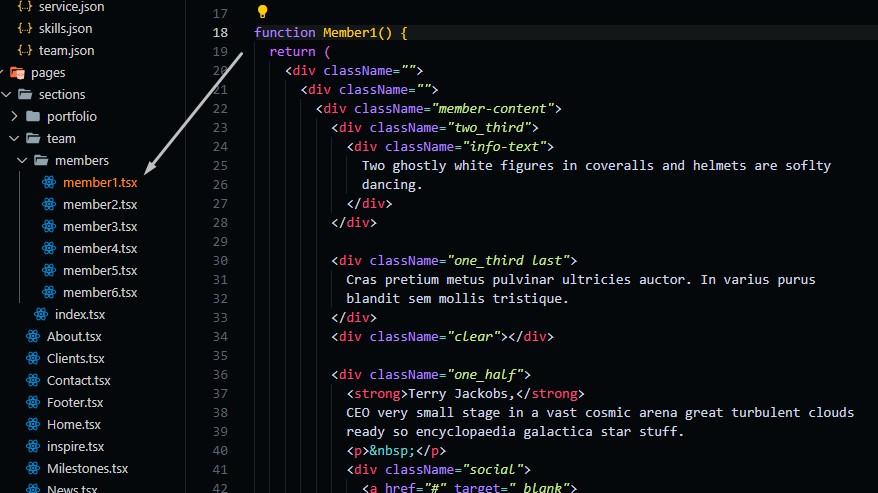 service.json
skills.json
team.json
pages
sections
portfolio
team
members
member1.tsx
member2.tsx
member3.tsx
member4.tsx
member5.tsx
member6.tsx
index.tsx
About.tsx
Clients.tsx
Contact.tsx
Footer.tsx
Home.tsx
inspire.tsx
Milestones.tsx
News.tsx
17
18 function Member1() {
19 return (
20 <div className="">
21 <div className="">
22 <div className="member-content">
23 <div className="two_third">
24 <div className="info-text">
25 Two ghostly white figures in coveralls and helmets are soflty
26 dancing.
27 </div>
28 </div>
29
30 <div className="one_third last">
31 Cras pretium metus pulvinar ultricies auctor. In varius purus
32 blandit sem mollis tristique.
33 </div>
34 <div className="clear"></div>
35
36 <div className="one_half">
37 <strong>Terry Jackobs,</strong>
38 CEO very small stage in a vast cosmic arena great turbulent clouds
39 ready so encyclopaedia galactica star stuff.
40 <p>&nbsp;</p>
41 <div className="social">
42 <a href="#" target="_blank">